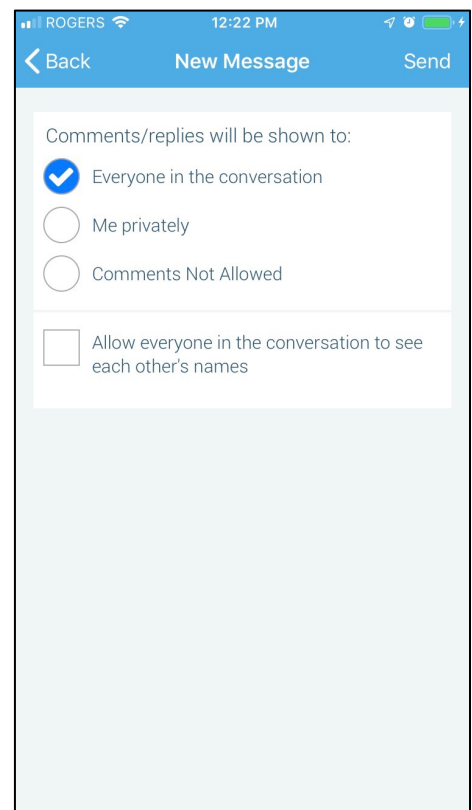 ROGERS 12:22 PM
Back New Message Send
Comments/replies will be shown to:
Everyone in the conversation
Me privately
Comments Not Allowed
Allow everyone in the conversation to see
each other's names